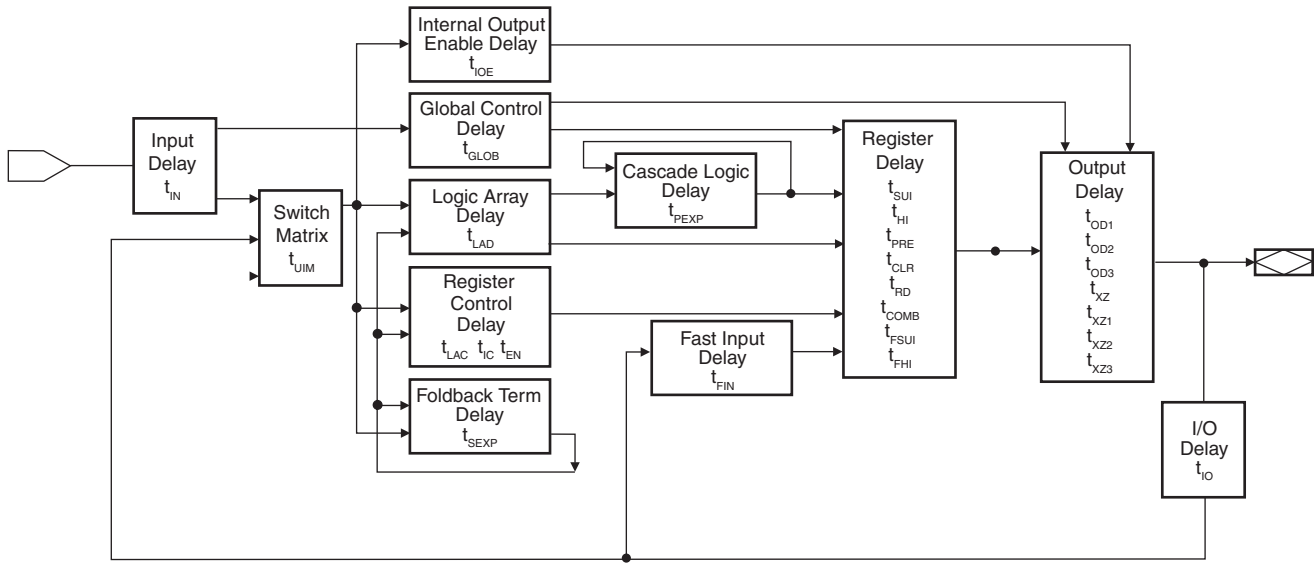 Internal Output
Enable Delay
tIOE
Global Control
Delay
tGLOB
Input
Delay
tIN
Switch
Matrix
tUIM
Logic Array
Delay
tLAD
Cascade Logic
Delay
tPEXP
Register
Control
Delay
tLAC tIC tEN
Foldback Term
Delay
tSEXP
Fast Input
Delay
tFIN
Register
Delay
tSUI
tHI
tPRE
tCLR
tRD
tCOMB
tFSUI
tFHI
Output
Delay
tOD1
tOD2
tOD3
tXZ
tXZ1
tXZ2
tXZ3
I/O
Delay
tIO